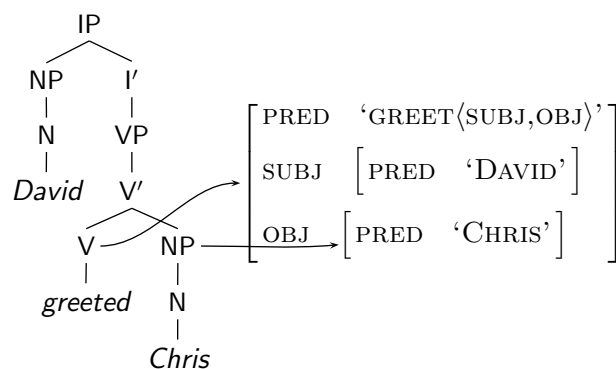 IP
NP I′
N VP
David V′
V NP
greeted N
Chris
PRED ‘GREET⟨SUBJ,OBJ⟩’
SUBJ [PRED ‘DAVID’]
OBJ [PRED ‘CHRIS’]